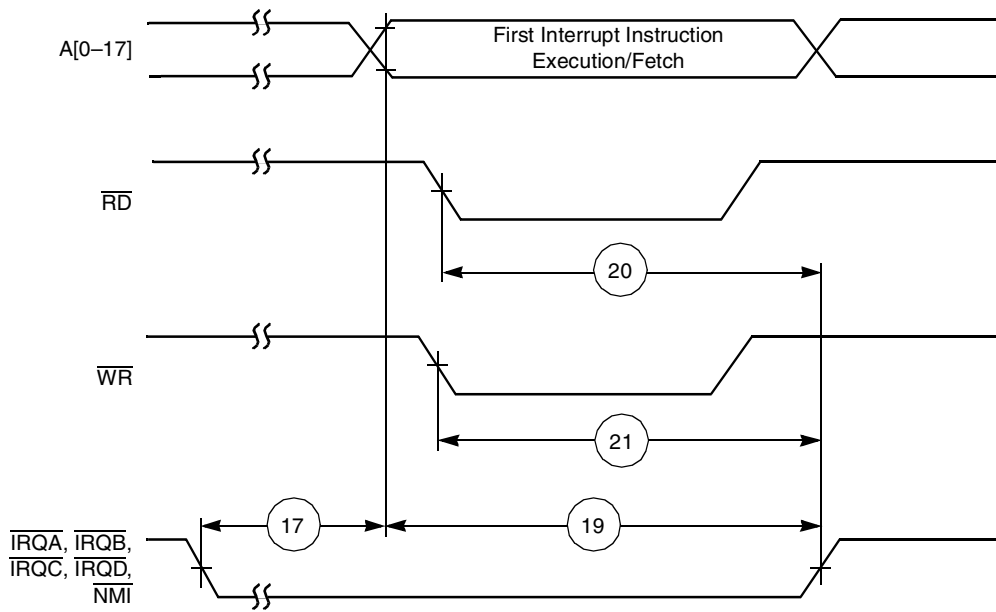 A[0–17]
First Interrupt Instruction
Execution/Fetch
RD
20
WR
21
17
19
IRQA, IRQB,
IRQC, IRQD,
NMI